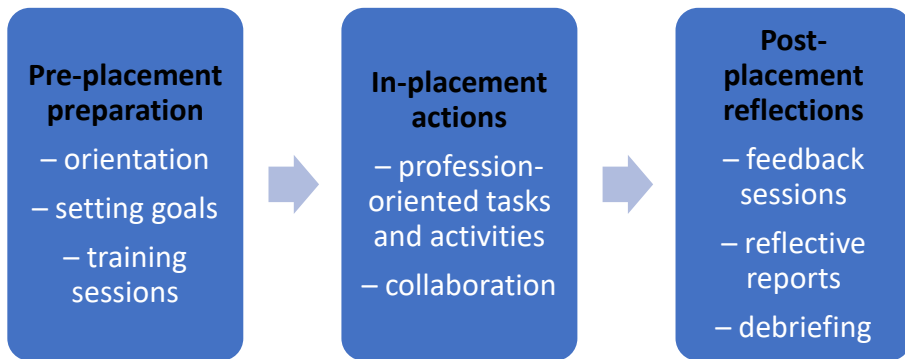 Pre-placement
preparation
– orientation
– setting goals
– training
sessions
In-placement
actions
– profession-
oriented tasks
and activities
– collaboration
Post-
placement
reflections
– feedback
sessions
– reflective
reports
– debriefing